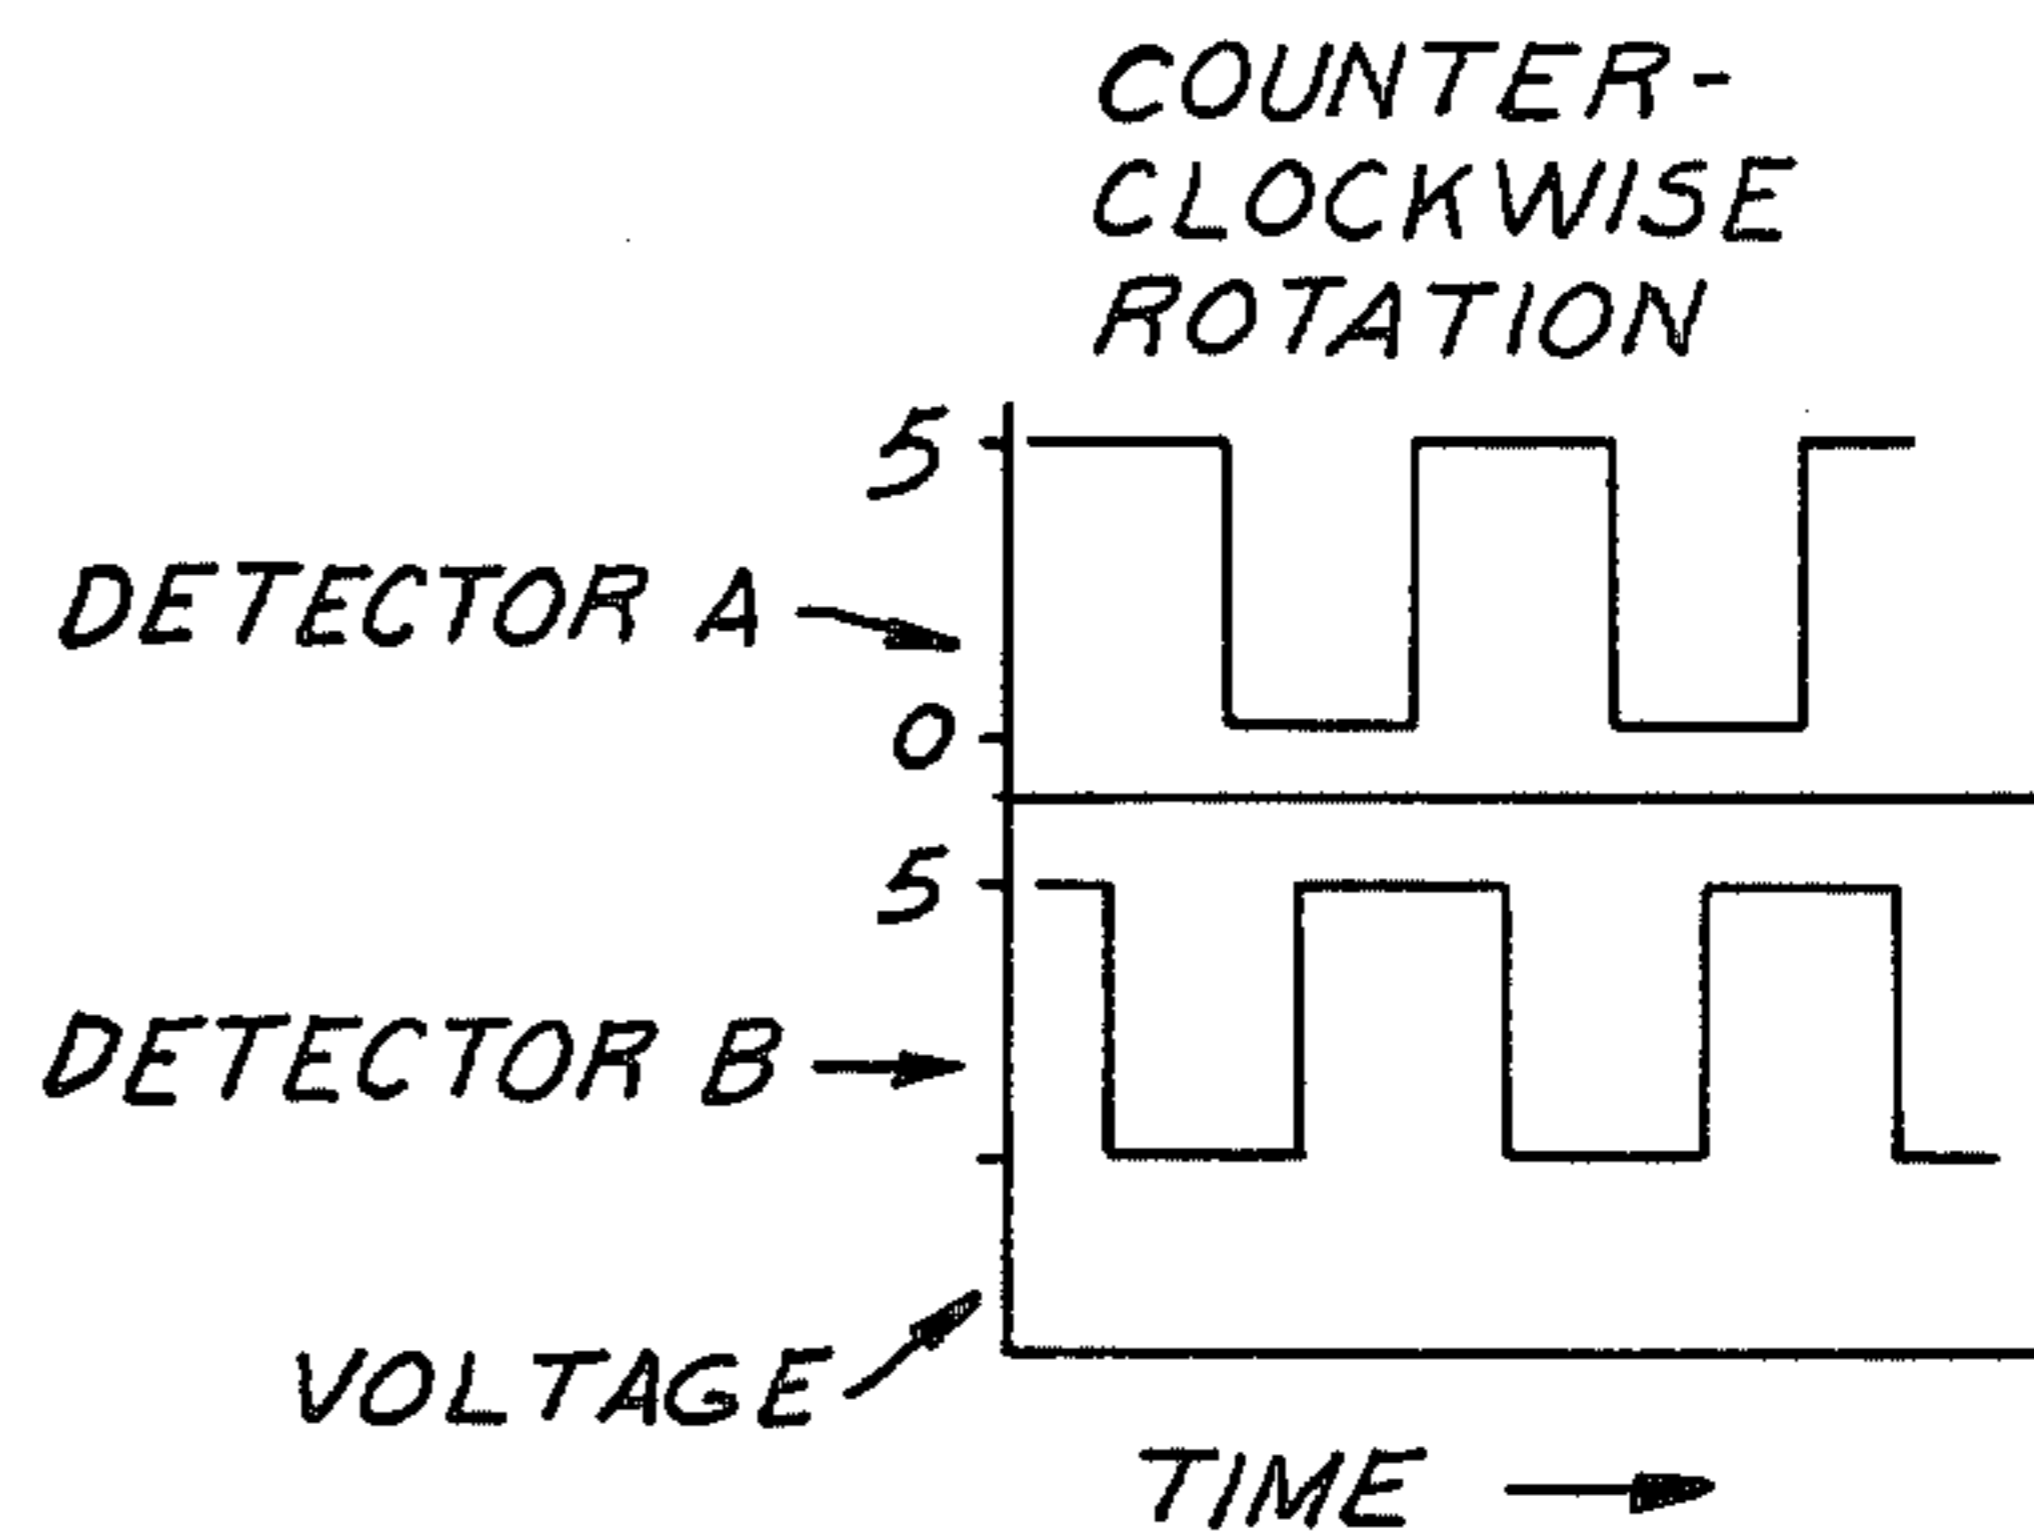 COUNTER-
CLOCKWISE
ROTATION
5
DETECTOR A
0
5
DETECTOR B
VOLTAGE
TIME